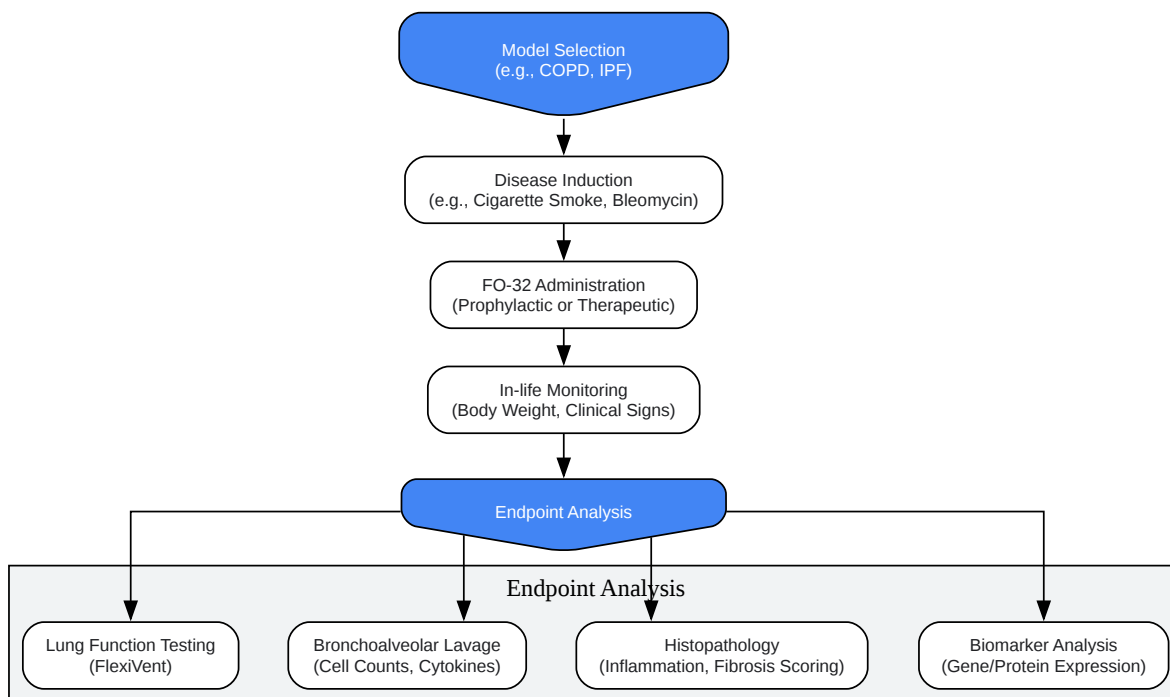 Model Selection
(e.g., COPD, IPF)
Disease Induction
(e.g., Cigarette Smoke, Bleomycin)
FO-32 Administration
(Prophylactic or Therapeutic)
In-life Monitoring
(Body Weight, Clinical Signs)
Endpoint Analysis
Endpoint Analysis
Lung Function Testing
(FlexiVent)
Bronchoalveolar Lavage
(Cell Counts, Cytokines)
Histopathology
(Inflammation, Fibrosis Scoring)
Biomarker Analysis
(Gene/Protein Expression)